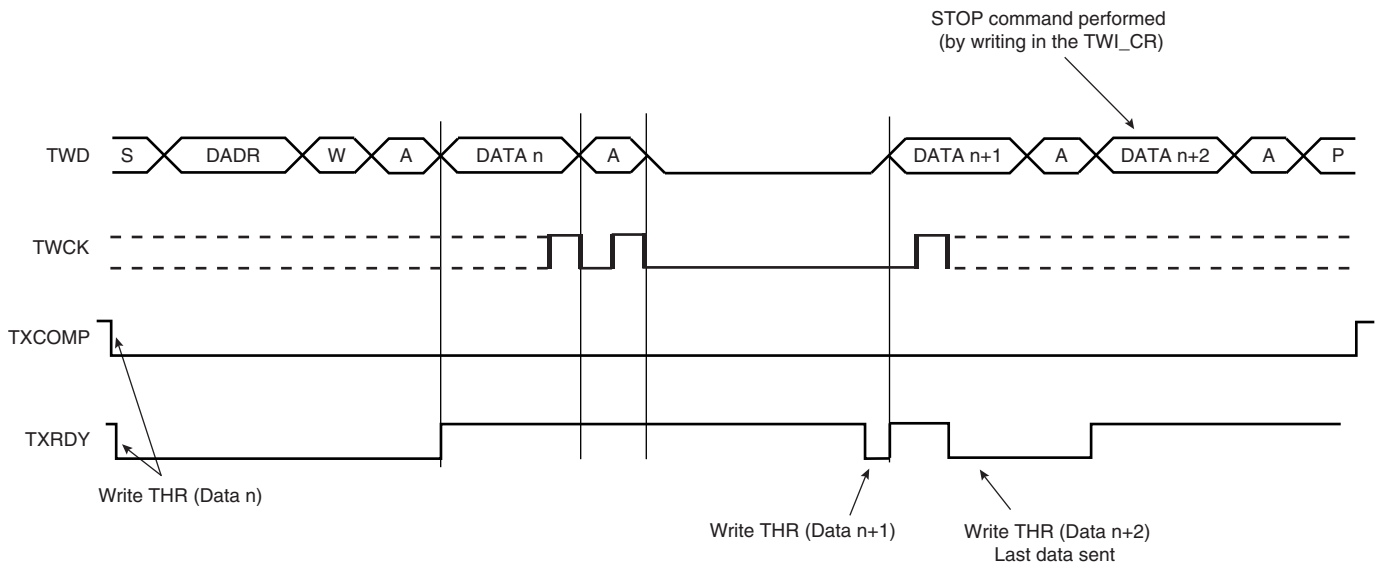 STOP command performed
(by writing in the TWI_CR)
TWD S DADR W A DATA n A DATA n+1 A DATA n+2 A P
TWCK
TXCOMP
TXRDY
Write THR (Data n)
Write THR (Data n+1)
Write THR (Data n+2)
Last data sent